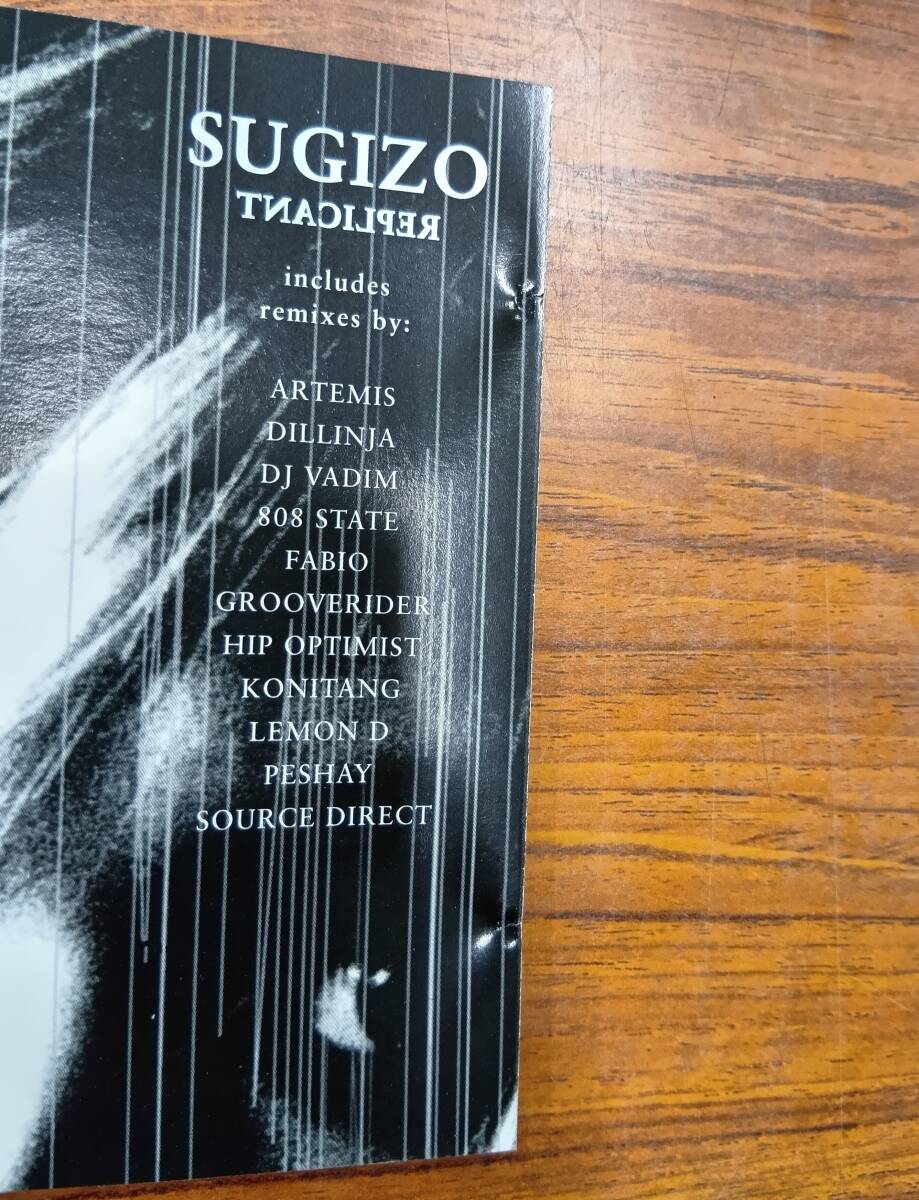 SUGIZO
REPLICANT
includes
remixes by:
ARTEMIS
DILLINJA
DJ VADIM
808 STATE
FABIO
GROOVERIDER
HIP OPTIMIST
KONITANG
LEMON D
PESHAY
SOURCE DIRECT